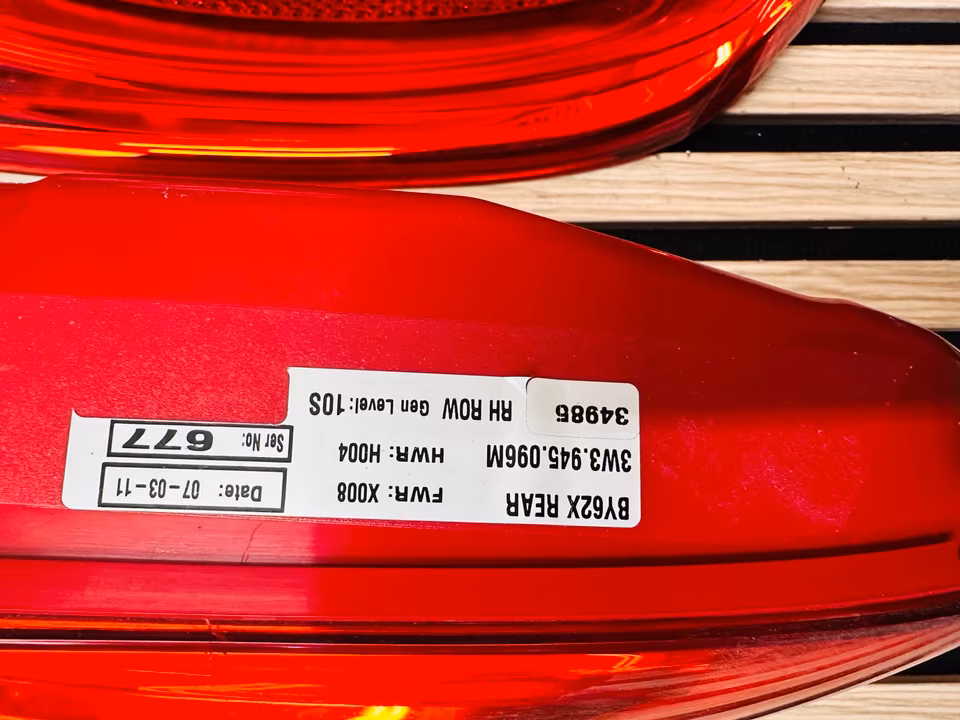 BY62X REAR FWR: X008 Date: 07-03-11
3W3.945.096M HWR: H004 Ser No: 677
34985 RH ROW Gen Level: 10S